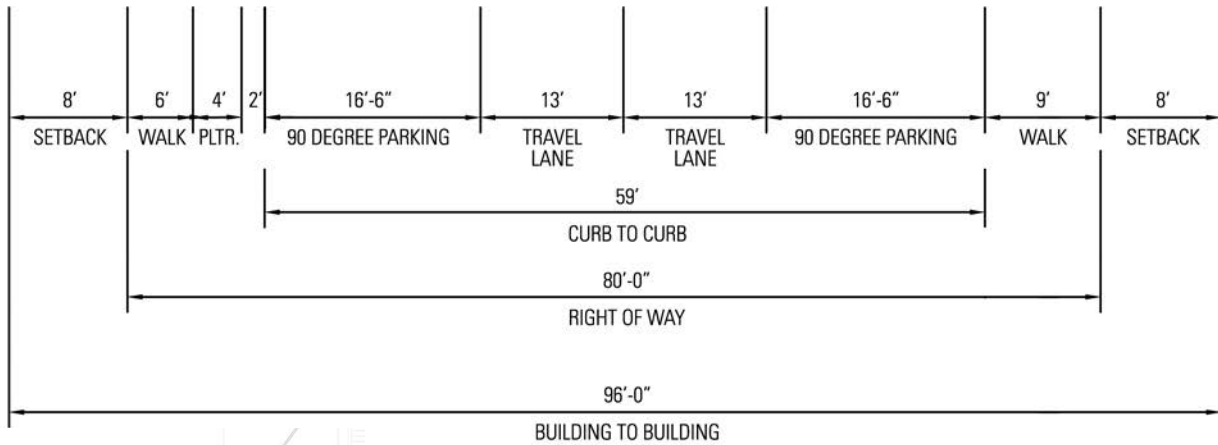 8’ 6’ 4’ 2’ 16’-6” 13’ 13’ 16’-6” 9’ 8’
SETBACK WALK PLTR. 90 DEGREE PARKING TRAVEL LANE TRAVEL LANE 90 DEGREE PARKING WALK SETBACK
59’
CURB TO CURB
80’-0”
RIGHT OF WAY
96’-0”
BUILDING TO BUILDING